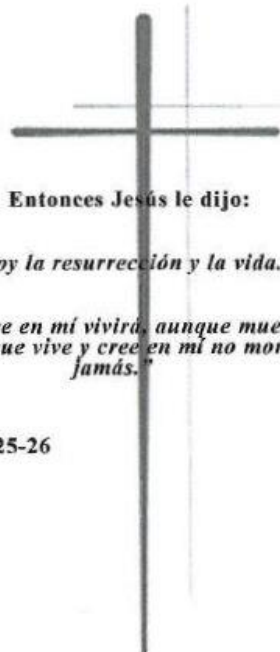 Entonces Jesús le dijo:
oy la resurrección y la vida.
e en mí vivirá, aunque mue
que vive y cree en mí no mor
jamás."
25-26